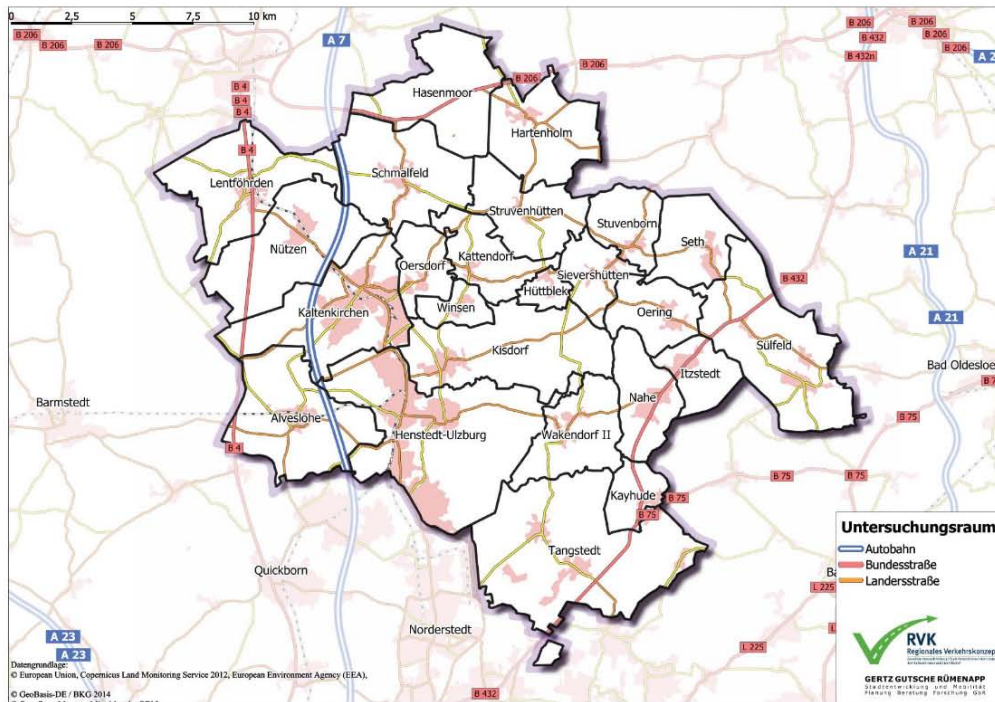 0 2,5 5 10 km
B 206
B 206
B 206
A 7
B 206
B 206
B 206
B 432
B 432n
B 206
B 206
B 206
A 2
B 4
B 4
B 4
B 4
Hasenmoor
Hartenholm
Schmalfeld
Lentföhrden
Struvenhütten
Stuvenborn
Seth
A 21
Nützen
Oersdorf
Kattendorf
Sievershütten
Hüttblek
B 432
Winsen
Kaltenkirchen
Oering
A 21
Kisdorf
Sülfeld
Itzstedt
Bad Oldesloe
B 7
Barmstedt
Nahe
Alveslohe
Henstedt-Ulzburg
Wakendorf II
B 75
B 4
B 75
B 75
Kayhude
B 75
B 75
Tangstedt
Quickborn
Norderstedt
A 23
A 23
L 225
L 225
B 432
Untersuchungsraum
Autobahn
Bundesstraße
Landersstraße
RVK
Regionales Verkehrskonzept
GERTZ GUTSCHE RÜMENAPP
Stadtentwicklung und Mobilität
Planung Beratung Forschung GbR
Datengrundlage:
© European Union, Copernicus Land Monitoring Service 2012, European Environment Agency (EEA),
© GeoBasis-DE / BKG 2014